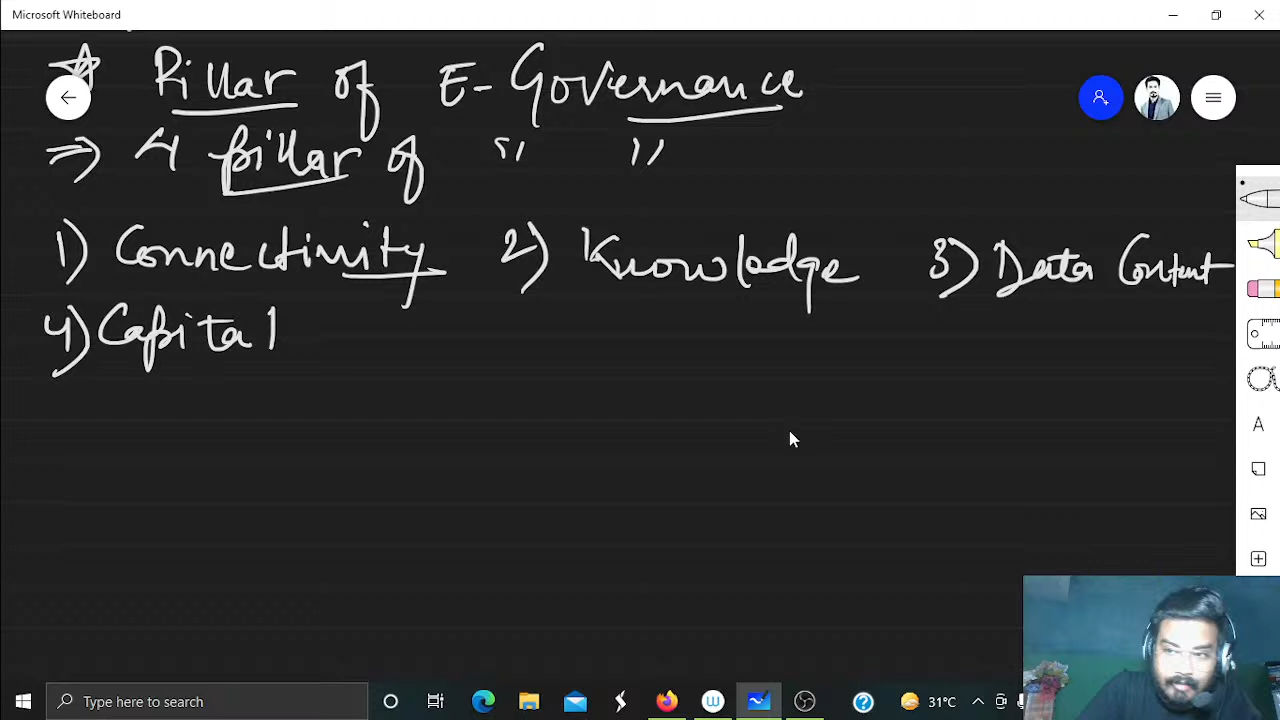 Microsoft Whiteboard
☆ Pillar of E-Governance
⇒ 4 pillar of " "
1) Connectivity 2) Knowledge 3) Data Content
4) Capital
A
Type here to search
31°C